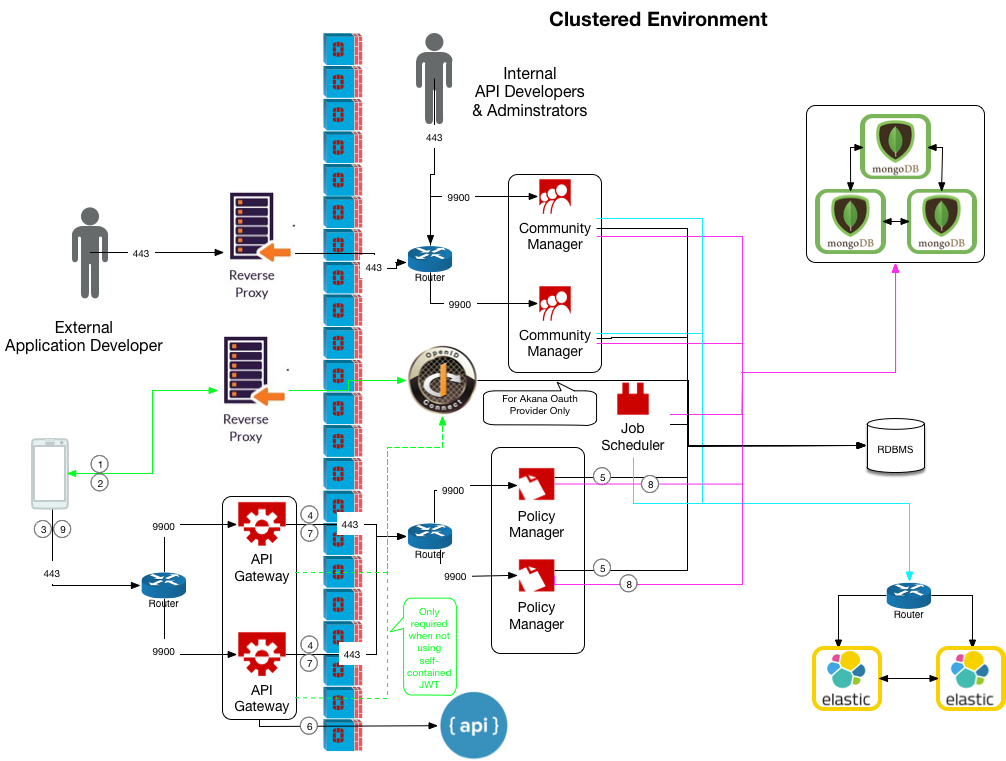 Clustered Environment
Internal
API Developers
& Adminstrators
443
9900
Community
Manager
mongoDB
mongoDB
mongoDB
443
Reverse
Proxy
443
Router
9900
Community
Manager
External
Application Developer
OpenID
Connect
For Akana Oauth
Provider Only
Job
Scheduler
Reverse
Proxy
RDBMS
1
2
3
9
443
Router
9900
9900
API
Gateway
4
7
443
API
Gateway
4
7
443
Router
9900
9900
Policy
Manager
5
8
Policy
Manager
5
8
Only
required
when not
using
self-
contained
JWT
6
{ api }
Router
elastic
elastic